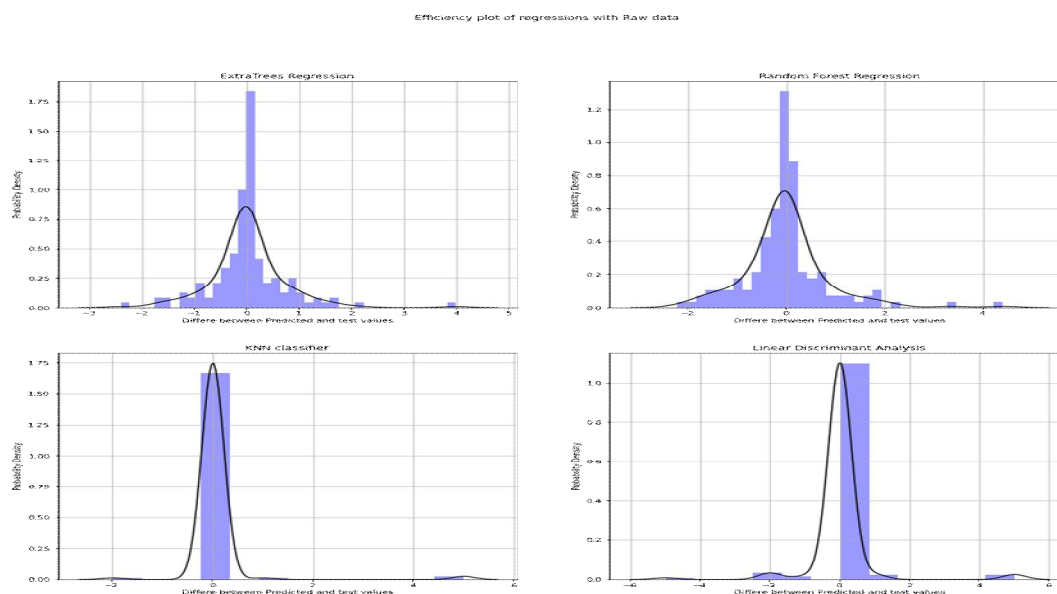 Efficiency plot of regressions with Raw data
ExtraTrees Regression
Random Forest Regression
Probability Density
1.75
1.50
1.25
1.00
0.75
0.50
0.25
0.00
−3 −2 −1 0 1 2 3 4 5
Differe between Predicted and test values
Probability Density
1.2
1.0
0.8
0.6
0.4
0.2
0.0
−2 0 2 4
Differe between Predicted and test values
KNN classifier
Linear Discriminant Analysis
Probability Density
1.75
1.50
1.25
1.00
0.75
0.50
0.25
0.00
−2 0 2 4 6
Differe between Predicted and test values
Probability Density
1.0
0.8
0.6
0.4
0.2
0.0
−6 −4 −2 0 2 4 6
Differe between Predicted and test values